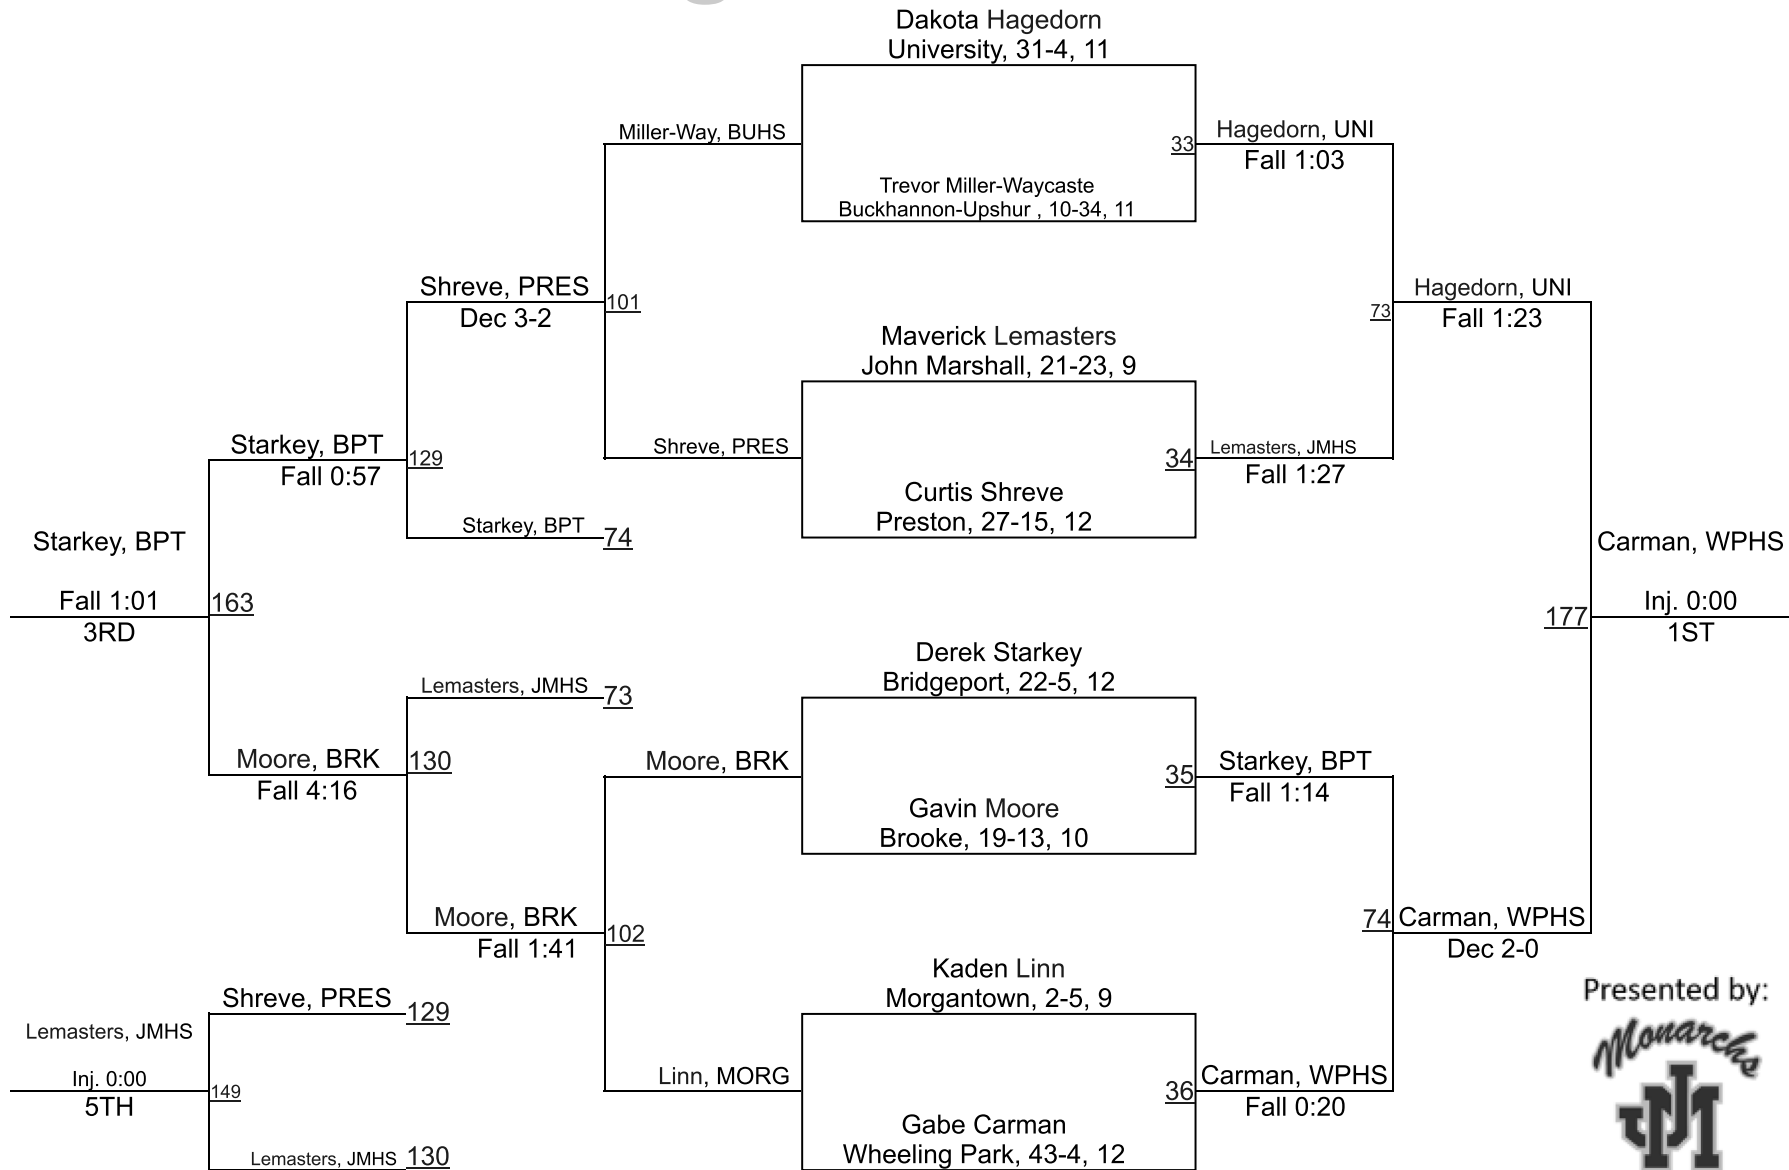 Dakota Hagedorn
University, 31-4, 11
Miller-Way, BUHS
33
Hagedorn, UNI
Fall 1:03
Trevor Miller-Waycaste
Buckhannon-Upshur , 10-34, 11
Shreve, PRES
101
Dec 3-2
Hagedorn, UNI
73
Fall 1:23
Maverick Lemasters
John Marshall, 21-23, 9
Starkey, BPT
129
Fall 0:57
Shreve, PRES
34
Lemasters, JMHS
Fall 1:27
Curtis Shreve
Preston, 27-15, 12
Starkey, BPT
74
Starkey, BPT
Fall 1:01
163
3RD
Carman, WPHS
177
Inj. 0:00
1ST
Derek Starkey
Bridgeport, 22-5, 12
Lemasters, JMHS
73
Moore, BRK
130
Fall 4:16
Moore, BRK
35
Starkey, BPT
Fall 1:14
Gavin Moore
Brooke, 19-13, 10
Moore, BRK
102
Fall 1:41
74
Carman, WPHS
Dec 2-0
Kaden Linn
Morgantown, 2-5, 9
Shreve, PRES
129
Lemasters, JMHS
Inj. 0:00
149
5TH
Lemasters, JMHS
130
Linn, MORG
36
Carman, WPHS
Fall 0:20
Gabe Carman
Wheeling Park, 43-4, 12
Presented by:
Monarchs
JM